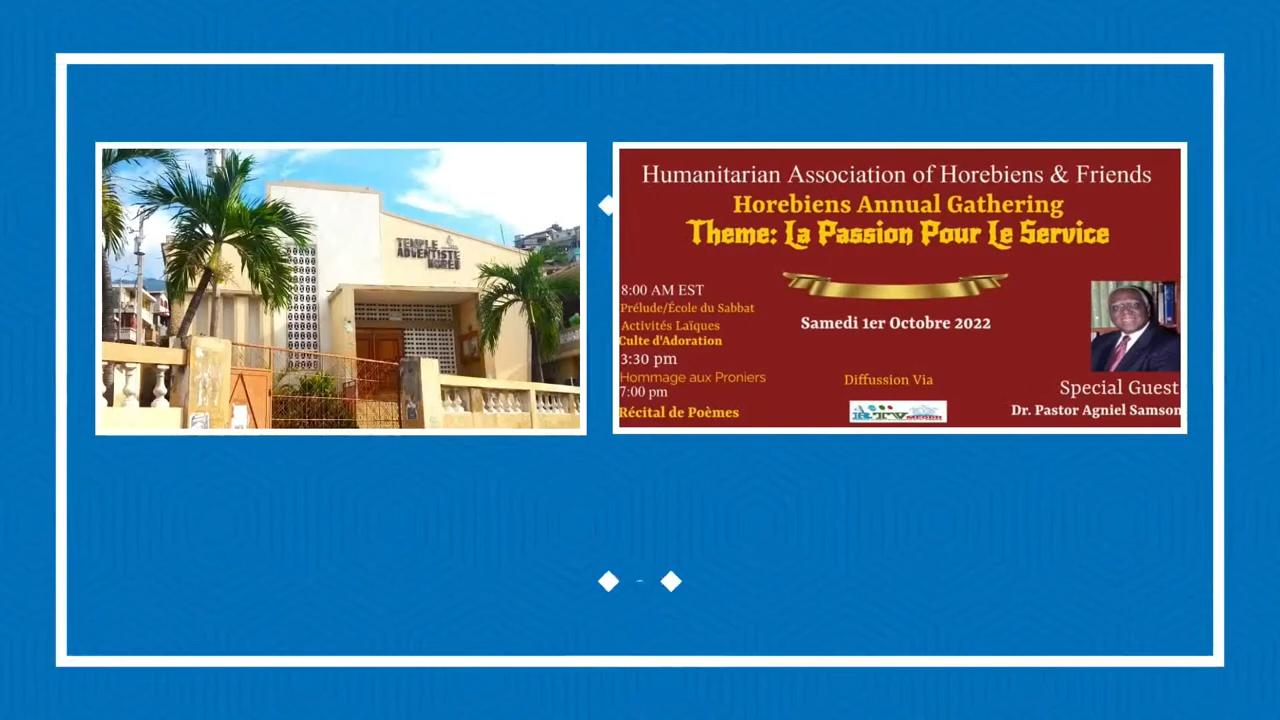 TEMPLE
ADVENTISTE
HOREB
Humanitarian Association of Horebiens & Friends
Horebiens Annual Gathering
Theme: La Passion Pour Le Service
8:00 AM EST
Prélude/École du Sabbat
Activités Laïques
Culte d'Adoration
3:30 pm
Hommage aux Proniers
7:00 pm
Récital de Poèmes
Samedi 1er Octobre 2022
Diffussion Via
RTV
Special Guest
Dr. Pastor Agniel Samson